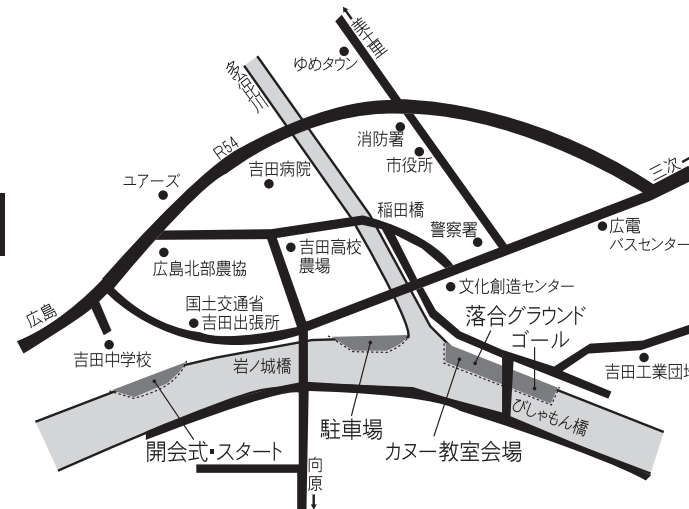 美土里
ゆめタウン
多治比川
R54
消防署
市役所
三次
吉田病院
ユアーズ
稲田橋
警察署
広電
バスセンター
吉田高校
農場
広島北部農協
文化創造センター
国土交通省
吉田出張所
広島
落合グラウンド
ゴール
吉田中学校
岩ノ城橋
吉田工業団地
びしゃもん橋
駐車場
開会式・スタート
カヌー教室会場
向原